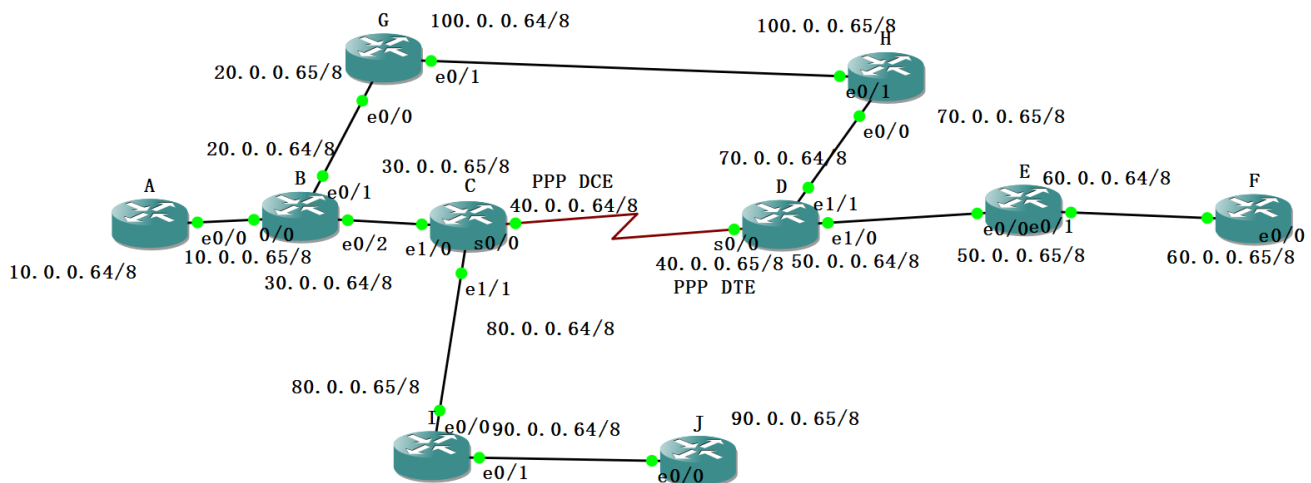 G
100.0.0.64/8
100.0.0.65/8
H
20.0.0.65/8
e0/1
e0/1
e0/0
e0/0
70.0.0.65/8
20.0.0.64/8
30.0.0.65/8
70.0.0.64/8
A
B
e0/1
C
PPP DCE
D
E
60.0.0.64/8
F
40.0.0.64/8
e1/1
e0/0
0/0
e0/2
e1/0
s0/0
s0/0
e1/0
e0/0
e0/1
e0/0
10.0.0.64/8
10.0.0.65/8
30.0.0.64/8
40.0.0.65/8
50.0.0.64/8
50.0.0.65/8
60.0.0.65/8
PPP DTE
e1/1
80.0.0.64/8
80.0.0.65/8
I
e0/0
90.0.0.64/8
J
90.0.0.65/8
e0/1
e0/0